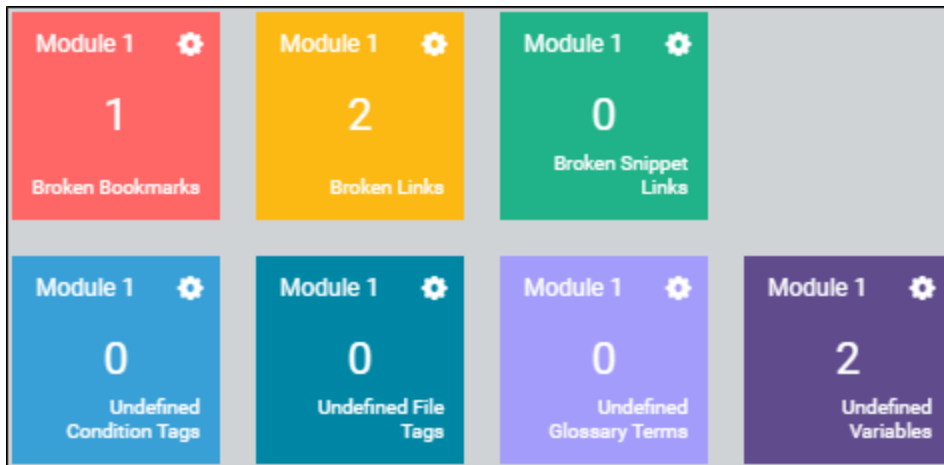 Module 1
1
Broken Bookmarks
Module 1
2
Broken Links
Module 1
0
Broken Snippet
Links
Module 1
0
Undefined
Condition Tags
Module 1
0
Undefined File
Tags
Module 1
0
Undefined
Glossary Terms
Module 1
2
Undefined
Variables